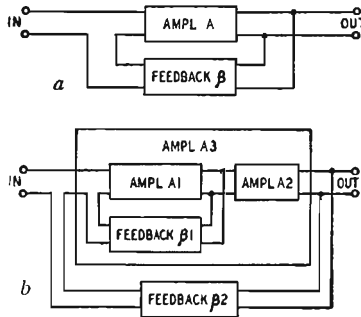 IN
AMPL A
OUT
FEEDBACK β
a
AMPL A3
IN
AMPL A1
AMPL A2
OUT
FEEDBACK β1
b
FEEDBACK β2